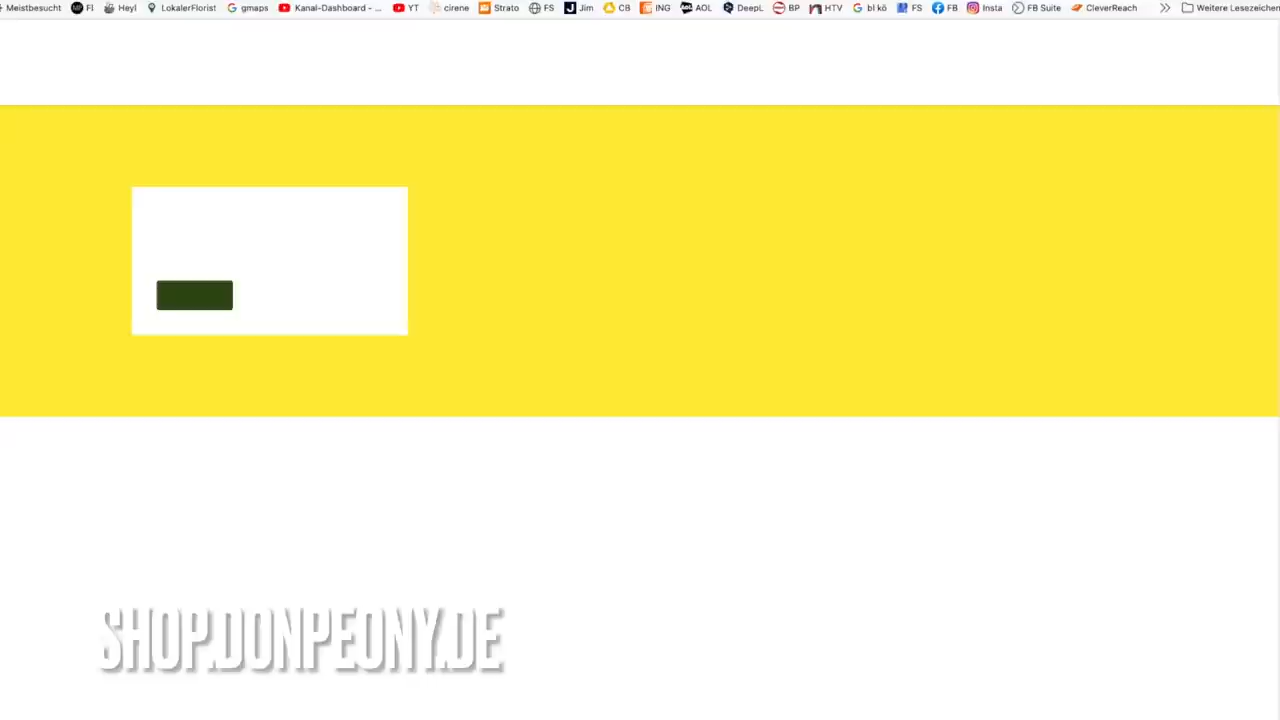 Meistbesucht FI Heyl LokalerFlorist gmaps Kanal-Dashboard - ... YT cirene Strato FS Jim CB ING AOL DeepL BP HTV bl kö FS FB Insta FB Suite CleverReach Weitere Lesezeichen
SHOP.DONPEONY.DE